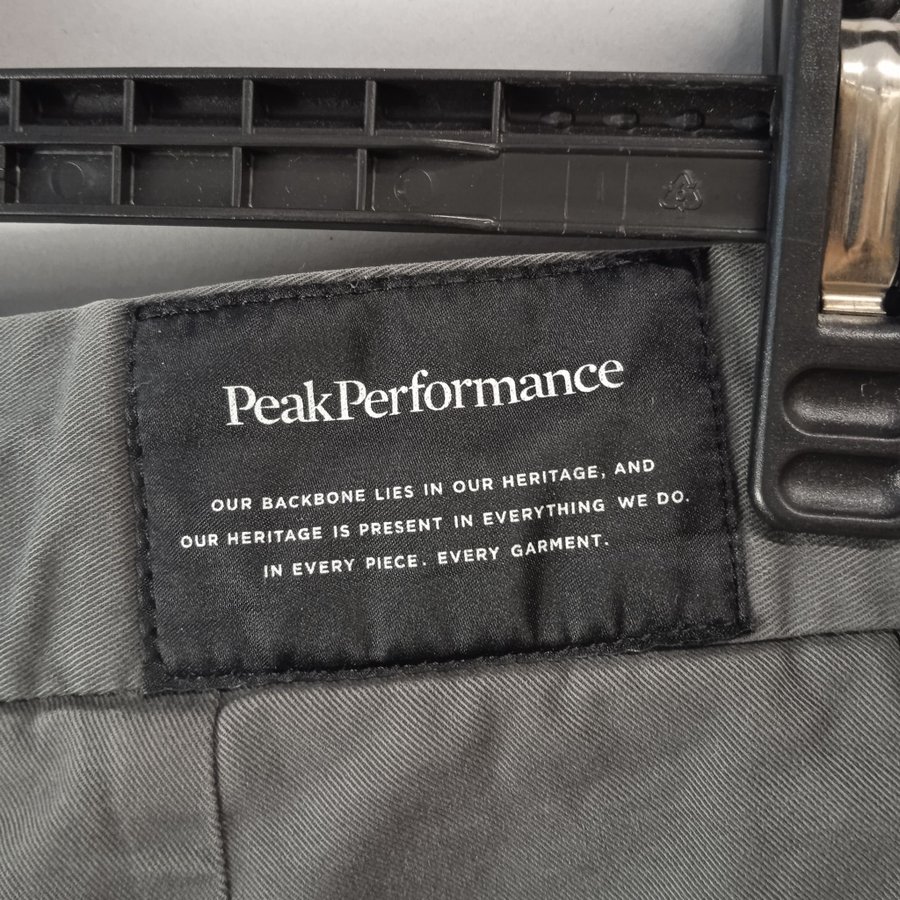 PeakPerformance
OUR BACKBONE LIES IN OUR HERITAGE, AND
OUR HERITAGE IS PRESENT IN EVERYTHING WE DO.
IN EVERY PIECE. EVERY GARMENT.